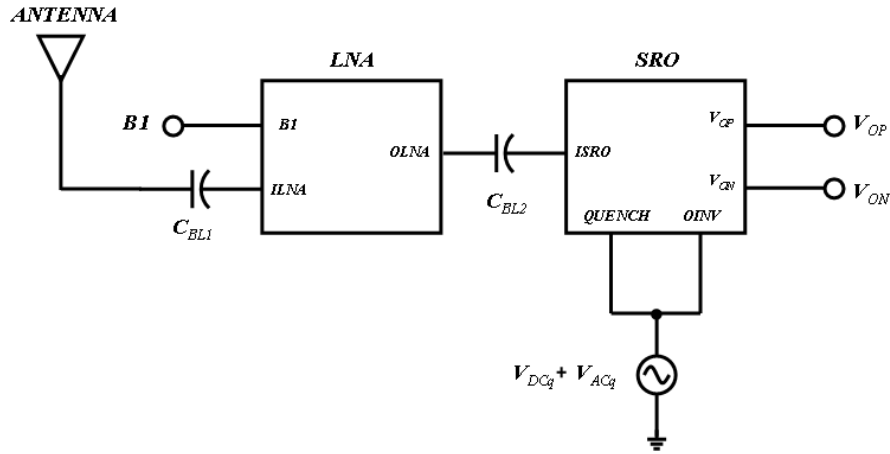 ANTENNA
LNA
SRO
B1
B1
OLNA
ILNA
C_BL1
C_BL2
ISRO
V_OP
V_ON
QUENCH OINV
V_OP
V_ON
V_DCq + V_ACq